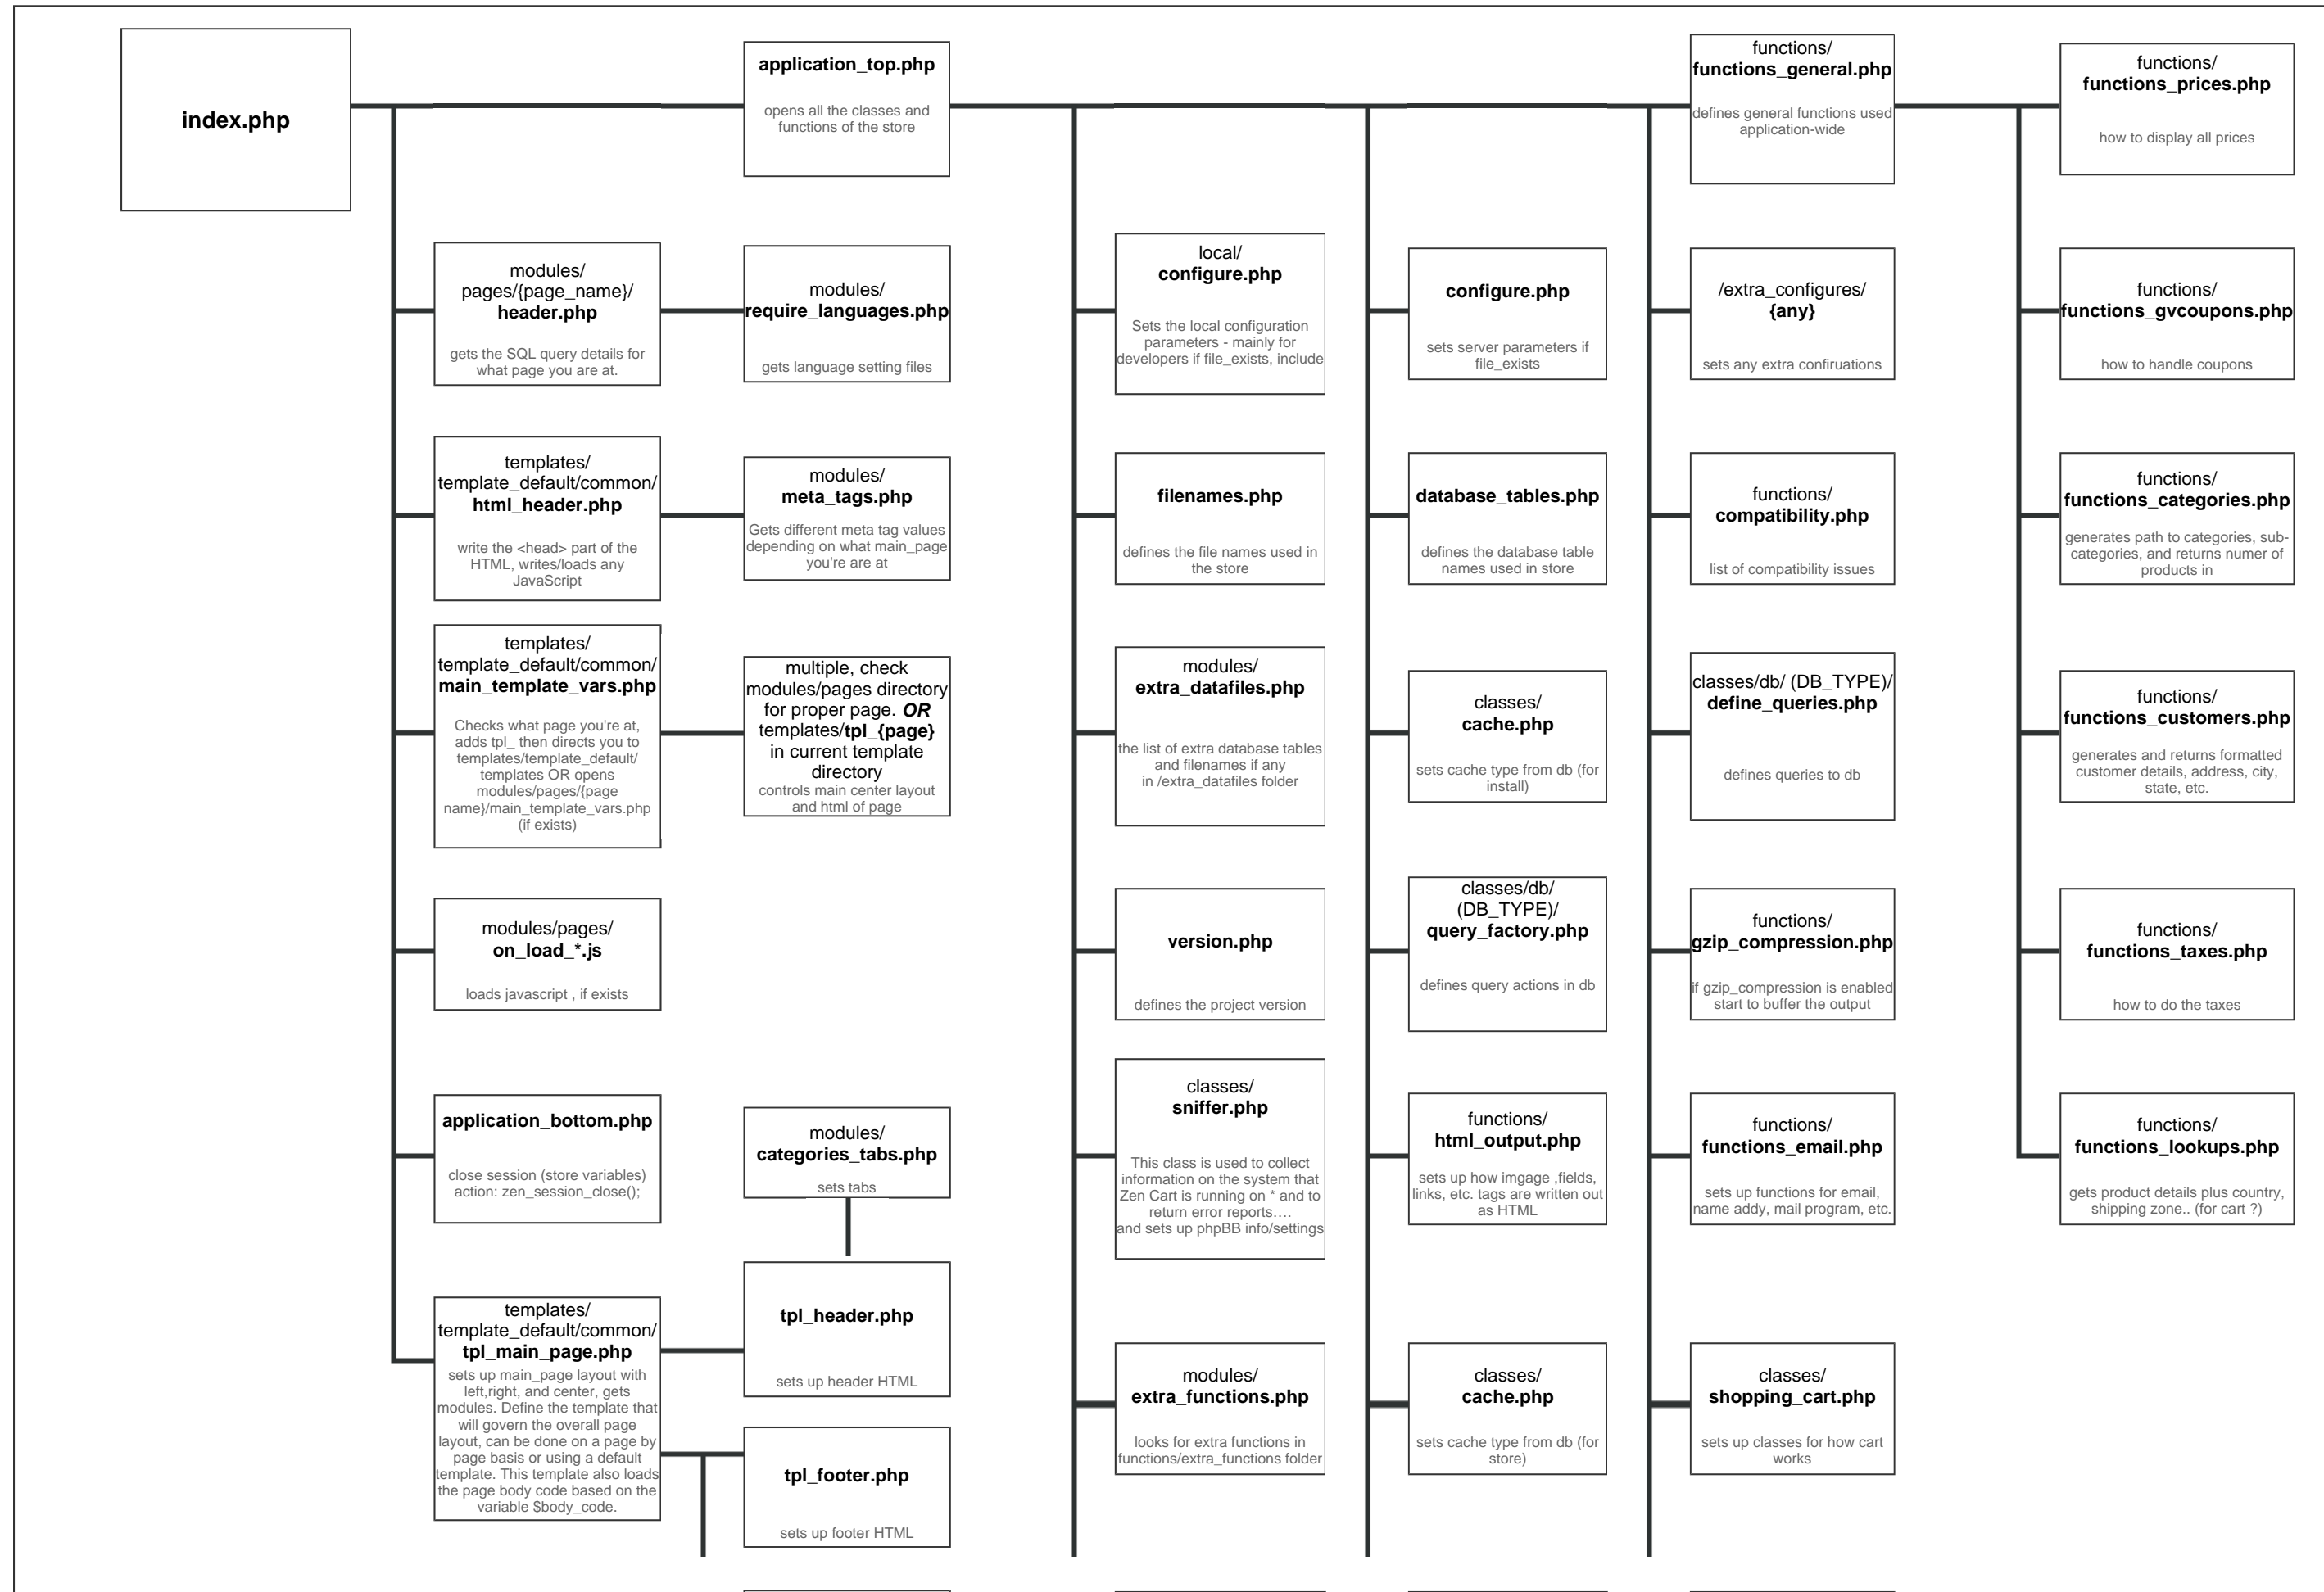 index.php
application_top.php
opens all the classes and
functions of the store
functions/
functions_general.php
defines general functions used
application-wide
functions/
functions_prices.php
how to display all prices
modules/
pages/{page_name}/
header.php
gets the SQL query details for
what page you are at.
modules/
require_languages.php
gets language setting files
local/
configure.php
Sets the local configuration
parameters - mainly for
developers if file_exists, include
configure.php
sets server parameters if
file_exists
/extra_configures/
{any}
sets any extra confiruations
functions/
functions_gvcoupons.php
how to handle coupons
templates/
template_default/common/
html_header.php
write the <head> part of the
HTML, writes/loads any
JavaScript
modules/
meta_tags.php
Gets different meta tag values
depending on what main_page
you're are at
filenames.php
defines the file names used in
the store
database_tables.php
defines the database table
names used in store
functions/
compatibility.php
list of compatibility issues
functions/
functions_categories.php
generates path to categories, sub-
categories, and returns numer of
products in
templates/
template_default/common/
main_template_vars.php
Checks what page you're at,
adds tpl_ then directs you to
templates/template_default/
templates OR opens
modules/pages/{page
name}/main_template_vars.php
(if exists)
multiple, check
modules/pages directory
for proper page. OR
templates/tpl_{page}
in current template
directory
controls main center layout
and html of page
modules/
extra_datafiles.php
the list of extra database tables
and filenames if any
in /extra_datafiles folder
classes/
cache.php
sets cache type from db (for
install)
classes/db/ (DB_TYPE)/
define_queries.php
defines queries to db
functions/
functions_customers.php
generates and returns formatted
customer details, address, city,
state, etc.
modules/pages/
on_load_*.js
loads javascript , if exists
version.php
defines the project version
classes/db/
(DB_TYPE)/
query_factory.php
defines query actions in db
functions/
gzip_compression.php
if gzip_compression is enabled
start to buffer the output
functions/
functions_taxes.php
how to do the taxes
application_bottom.php
close session (store variables)
action: zen_session_close();
modules/
categories_tabs.php
sets tabs
classes/
sniffer.php
This class is used to collect
information on the system that
Zen Cart is running on * and to
return error reports….
and sets up phpBB info/settings
functions/
html_output.php
sets up how imgage ,fields,
links, etc. tags are written out
as HTML
functions/
functions_email.php
sets up functions for email,
name addy, mail program, etc.
functions/
functions_lookups.php
gets product details plus country,
shipping zone.. (for cart ?)
templates/
template_default/common/
tpl_main_page.php
sets up main_page layout with
left,right, and center, gets
modules. Define the template that
will govern the overall page
layout, can be done on a page by
page basis or using a default
template. This template also loads
the page body code based on the
variable $body_code.
tpl_header.php
sets up header HTML
tpl_footer.php
sets up footer HTML
modules/
extra_functions.php
looks for extra functions in
functions/extra_functions folder
classes/
cache.php
sets cache type from db (for
store)
classes/
shopping_cart.php
sets up classes for how cart
works